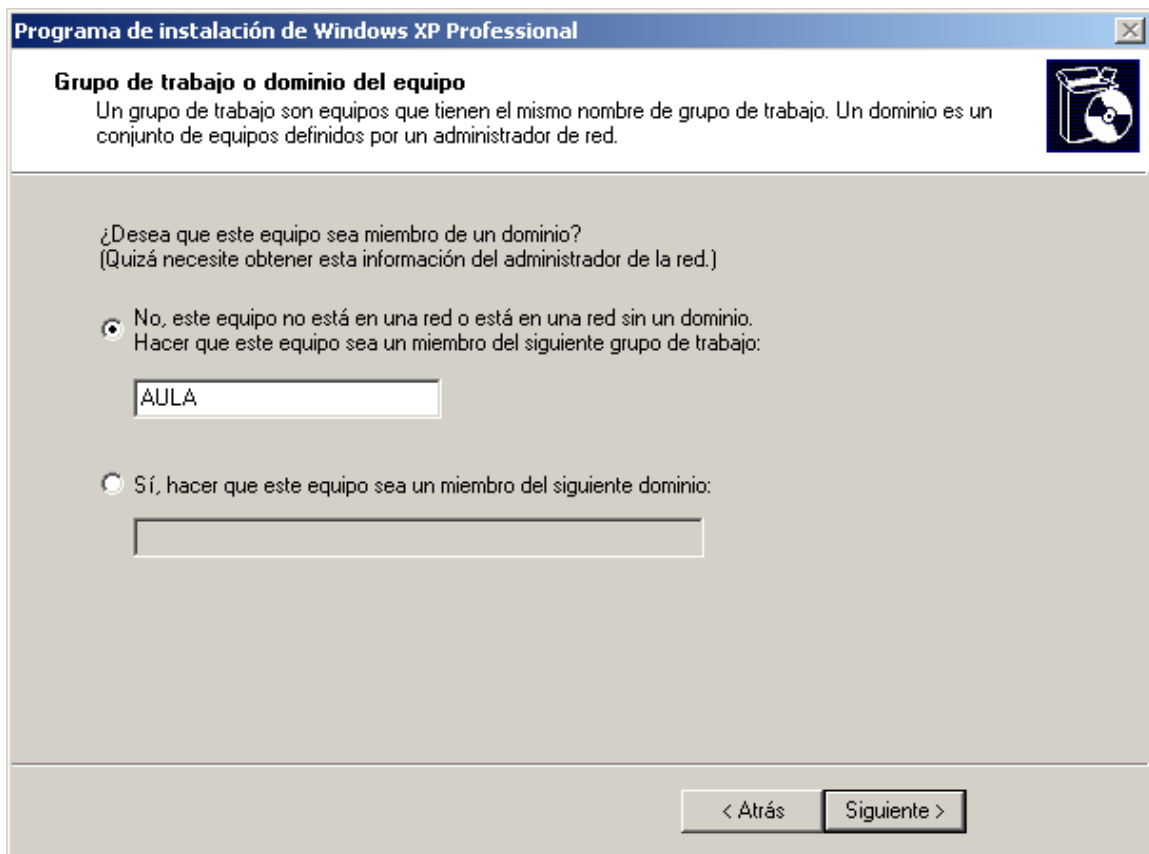 Programa de instalación de Windows XP Professional
Grupo de trabajo o dominio del equipo
Un grupo de trabajo son equipos que tienen el mismo nombre de grupo de trabajo. Un dominio es un
conjunto de equipos definidos por un administrador de red.
¿Desea que este equipo sea miembro de un dominio?
(Quizá necesite obtener esta información del administrador de la red.)
No, este equipo no está en una red o está en una red sin un dominio.
Hacer que este equipo sea un miembro del siguiente grupo de trabajo:
AULA
Sí, hacer que este equipo sea un miembro del siguiente dominio:
< Atrás
Siguiente >